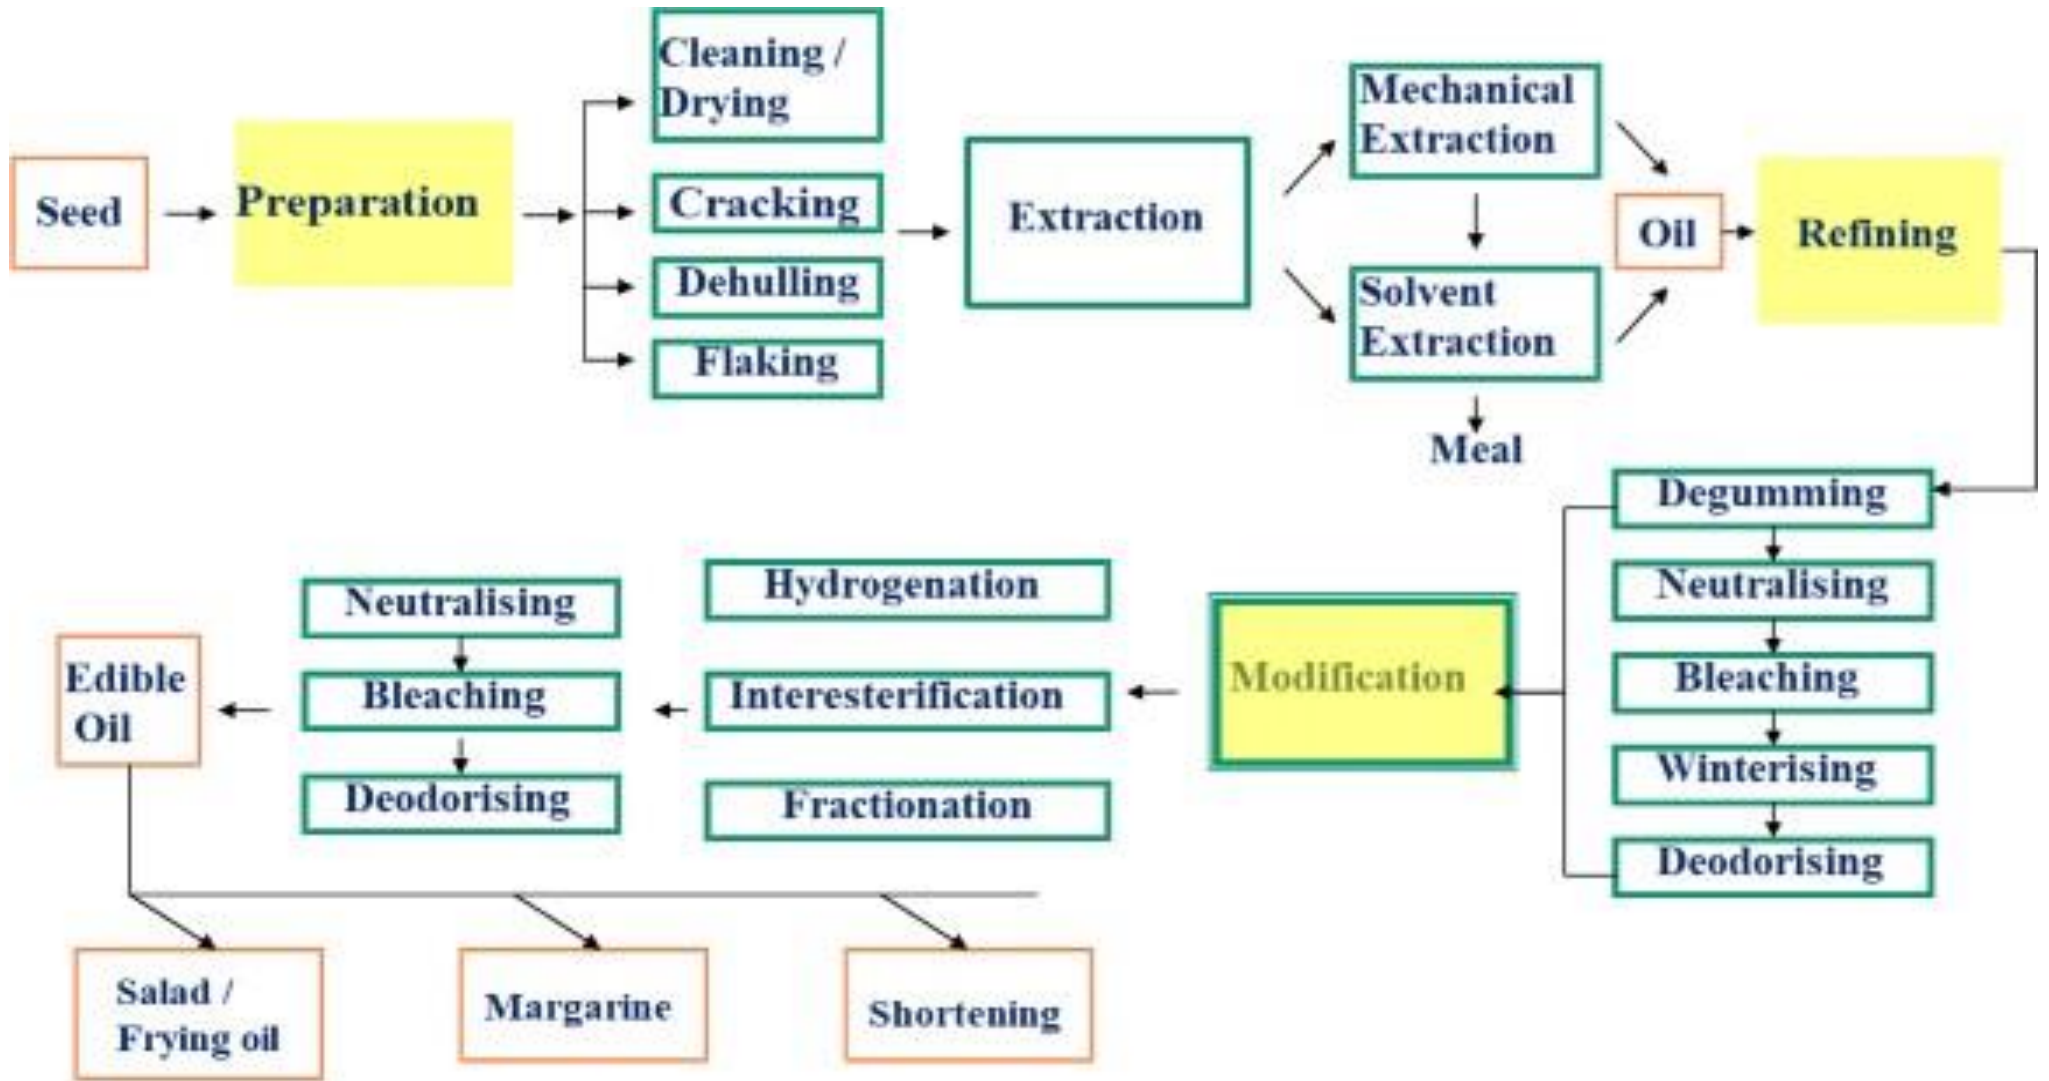 Seed
Preparation
Cleaning /
Drying
Cracking
Dehulling
Flaking
Extraction
Mechanical
Extraction
Solvent
Extraction
Meal
Oil
Refining
Degumming
Neutralising
Bleaching
Winterising
Deodorising
Modification
Hydrogenation
Interesterification
Fractionation
Neutralising
Bleaching
Deodorising
Edible
Oil
Salad /
Frying oil
Margarine
Shortening